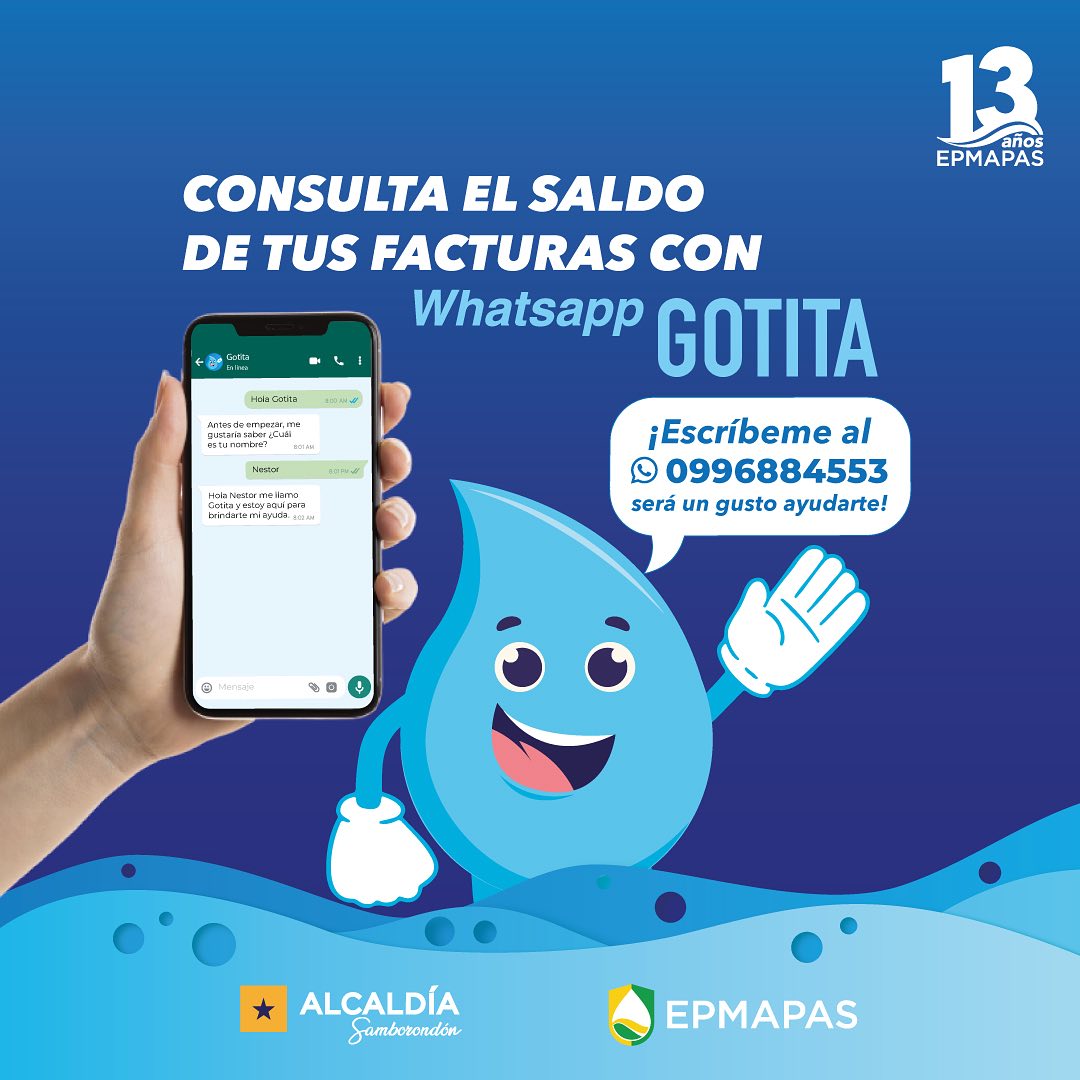 13
años
EPMAPAS
CONSULTA EL SALDO
DE TUS FACTURAS CON
Whatsapp GOTITA
Gotita
En línea
Hola Gotita 8:00 AM
Antes de empezar, me
gustaría saber ¿Cuál
es tu nombre? 8:01 AM
Nestor 8:01 PM
Hola Nestor me llamo
Gotita y estoy aquí para
brindarte mi ayuda. 8:02 AM
Mensaje
¡Escríbeme al
0996884553
será un gusto ayudarte!
ALCALDÍA
Samborondón
EPMAPAS